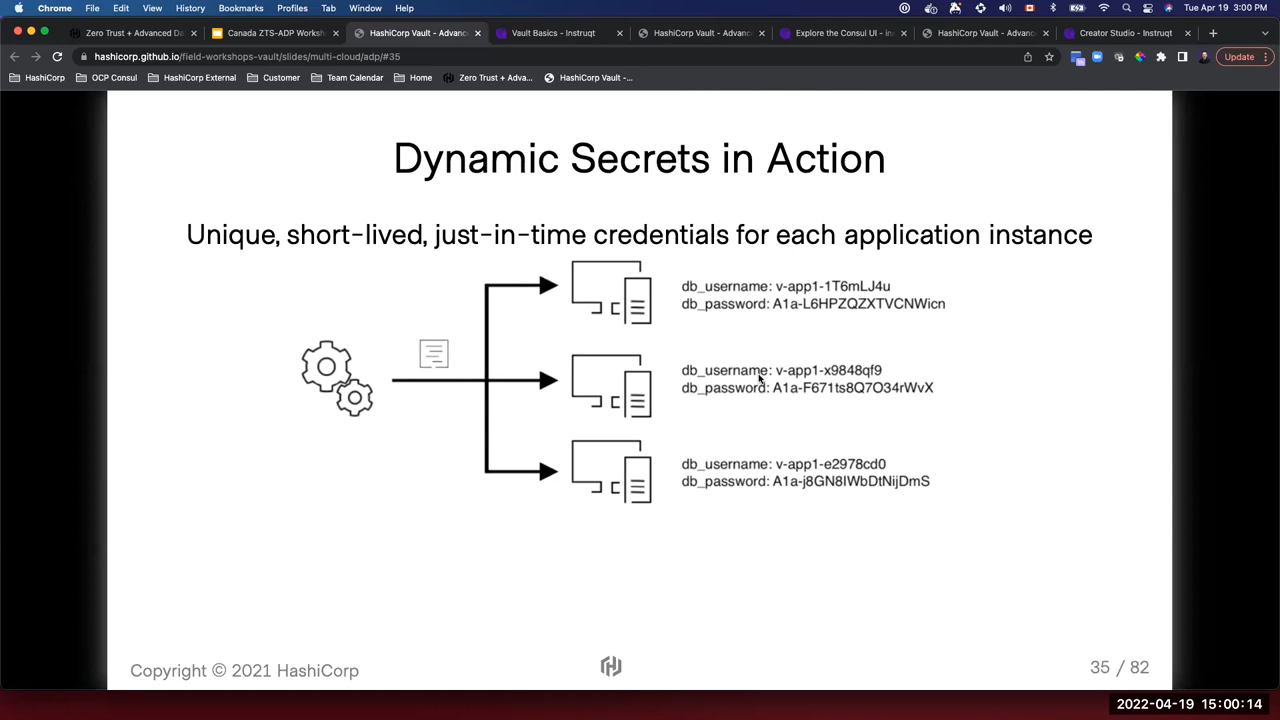 Chrome File Edit View History Bookmarks Profiles Tab Window Help Tue Apr 19 3:00 PM
Zero Trust + Advanced Da Canada ZTS-ADP Worksh HashiCorp Vault - Advanc Vault Basics - Instruqt HashiCorp Vault - Advanc Explore the Consul UI - in HashiCorp Vault - Advanc Creator Studio - Instruqt
hashicorp.github.io/field-workshops-vault/slides/multi-cloud/adp/#35 Update
HashiCorp OCP Consul HashiCorp External Customer Team Calendar Home Zero Trust + Adva... HashiCorp Vault -...
Dynamic Secrets in Action
Unique, short-lived, just-in-time credentials for each application instance
db_username: v-app1-1T6mLJ4u
db_password: A1a-L6HPZQZXTVCNWicn
db_username: v-app1-x9848qf9
db_password: A1a-F671ts8Q7O34rWvX
db_username: v-app1-e2978cd0
db_password: A1a-j8GN8IWbDtNijDmS
Copyright © 2021 HashiCorp
35 / 82
2022-04-19 15:00:14